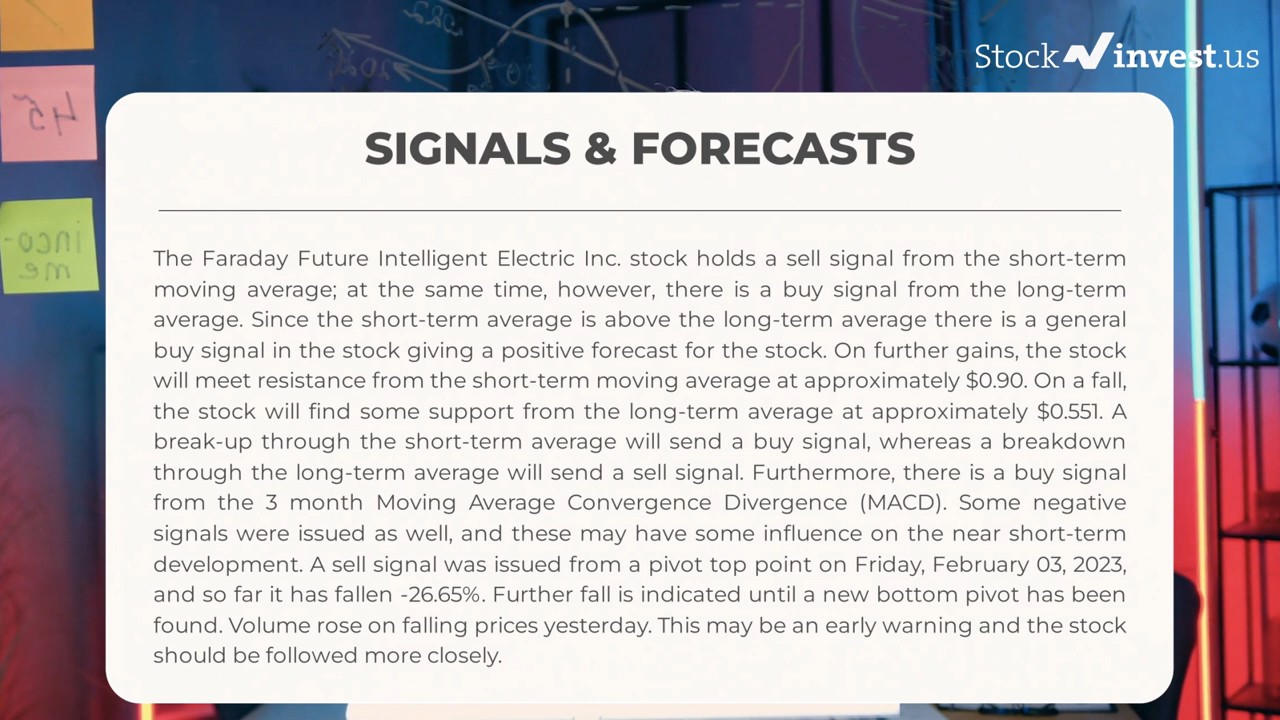 Stock invest.us
SIGNALS & FORECASTS
The Faraday Future Intelligent Electric Inc. stock holds a sell signal from the short-term
moving average; at the same time, however, there is a buy signal from the long-term
average. Since the short-term average is above the long-term average there is a general
buy signal in the stock giving a positive forecast for the stock. On further gains, the stock
will meet resistance from the short-term moving average at approximately $0.90. On a fall,
the stock will find some support from the long-term average at approximately $0.551. A
break-up through the short-term average will send a buy signal, whereas a breakdown
through the long-term average will send a sell signal. Furthermore, there is a buy signal
from the 3 month Moving Average Convergence Divergence (MACD). Some negative
signals were issued as well, and these may have some influence on the near short-term
development. A sell signal was issued from a pivot top point on Friday, February 03, 2023,
and so far it has fallen -26.65%. Further fall is indicated until a new bottom pivot has been
found. Volume rose on falling prices yesterday. This may be an early warning and the stock
should be followed more closely.
45
inco-
me